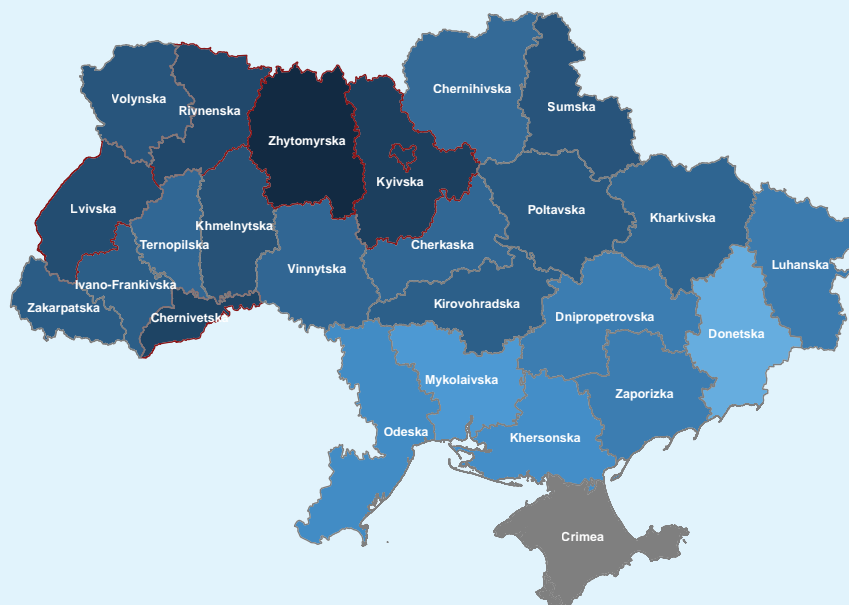 Chernihivska
Volynska
Rivnenska
Sumska
Zhytomyrska
Kyivska
Lvivska
Poltavska
Kharkivska
Khmelnytska
Ternopilska
Cherkaska
Vinnytska
Luhanska
Ivano-Frankivska
Zakarpatska
Kirovohradska
Chernivetsk
Dnipropetrovska
Donetska
Mykolaivska
Zaporizka
Odeska
Khersonska
Crimea